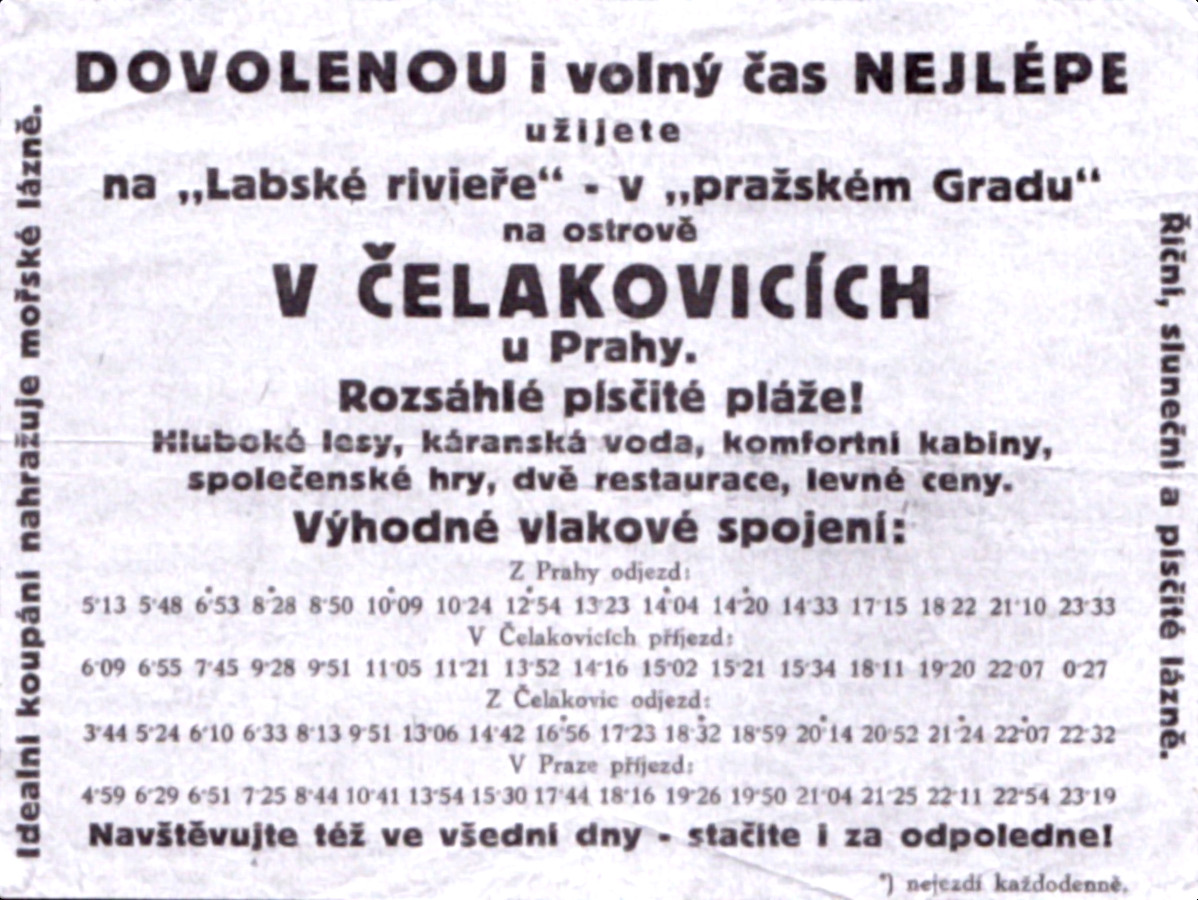 DOVOLENOU i volný čas NEJLÉPE
užijete
na „Labské rivieře“ - v „pražském Gradu“
na ostrově
V ČELAKOVICÍCH
u Prahy.
Rozsáhlé písčité pláže!
Hluboké lesy, káranská voda, komfortní kabiny,
společenské hry, dvě restaurace, levné ceny.
Výhodné vlakové spojení:
Z Prahy odjezd:
5·13 5·48 6*53 8*28 8·50 10*09 10·24 12*54 13·23 14*04 14*20 14·33 17·15 18·22 21·10 23·33
V Čelakovicích příjezd:
6·09 6·55 7·45 9·28 9·51 11·05 11·21 13·52 14·16 15·02 15·21 15·34 18·11 19·20 22·07 0·27
Z Čelakovic odjezd:
3·44 5·24 6·10 6·33 8·13 9·51 13·06 14·42 16*56 17·23 18*32 18·59 20*14 20·52 21*24 22*07 22·32
V Praze příjezd:
4·59 6·29 6·51 7·25 8·44 10·41 13·54 15·30 17·44 18·16 19·26 19·50 21·04 21·25 22·11 22·54 23·19
Navštěvujte též ve všední dny - stačíte i za odpoledne!
*) nejezdí každodenně.
Ideální koupání nahražuje mořské lázně.
Říční, sluneční a písčité lázně.